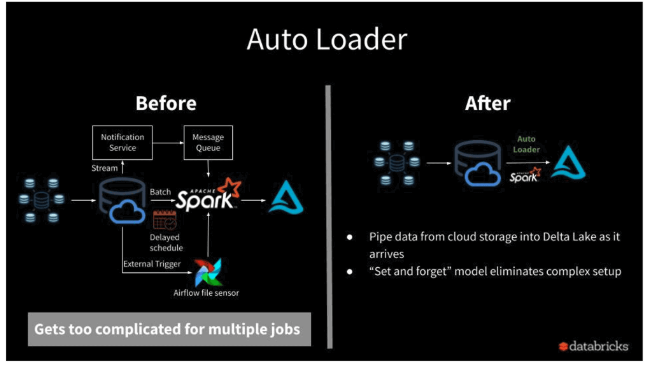 Auto Loader
Before
Notification
Service
Message
Queue
Stream
Batch
APACHE
Spark
Delayed
schedule
External Trigger
Airflow file sensor
Gets too complicated for multiple jobs
After
Auto
Loader
Spark
● Pipe data from cloud storage into Delta Lake as it
arrives
● “Set and forget” model eliminates complex setup
databricks